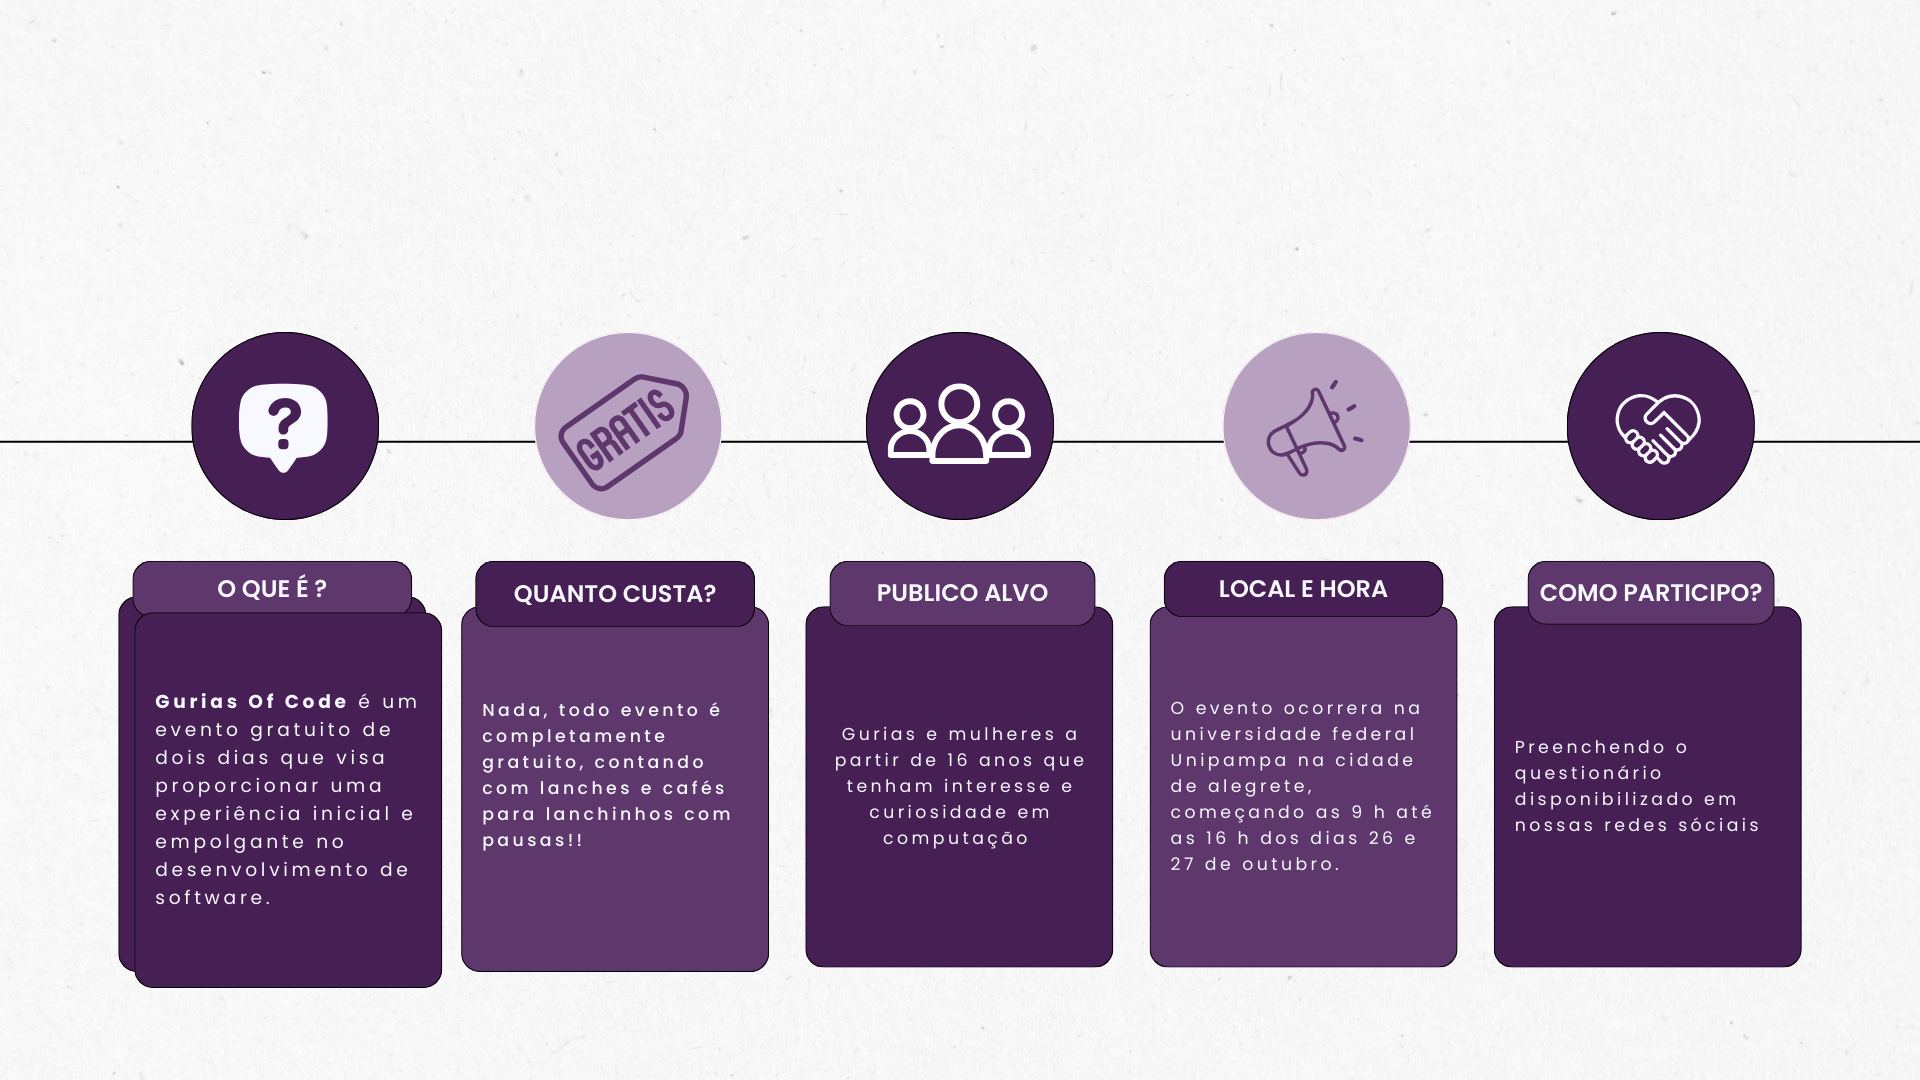 ?
GRATIS
O QUE É ?
Gurias Of Code é um
evento gratuito de
dois dias que visa
proporcionar uma
experiência inicial e
empolgante no
desenvolvimento de
software.
QUANTO CUSTA?
Nada, todo evento é
completamente
gratuito, contando
com lanches e cafés
para lanchinhos com
pausas!!
PUBLICO ALVO
Gurias e mulheres a
partir de 16 anos que
tenham interesse e
curiosidade em
computação
LOCAL E HORA
O evento ocorrera na
universidade federal
Unipampa na cidade
de alegrete,
começando as 9 h até
as 16 h dos dias 26 e
27 de outubro.
COMO PARTICIPO?
Preenchendo o
questionário
disponibilizado em
nossas redes sóciais